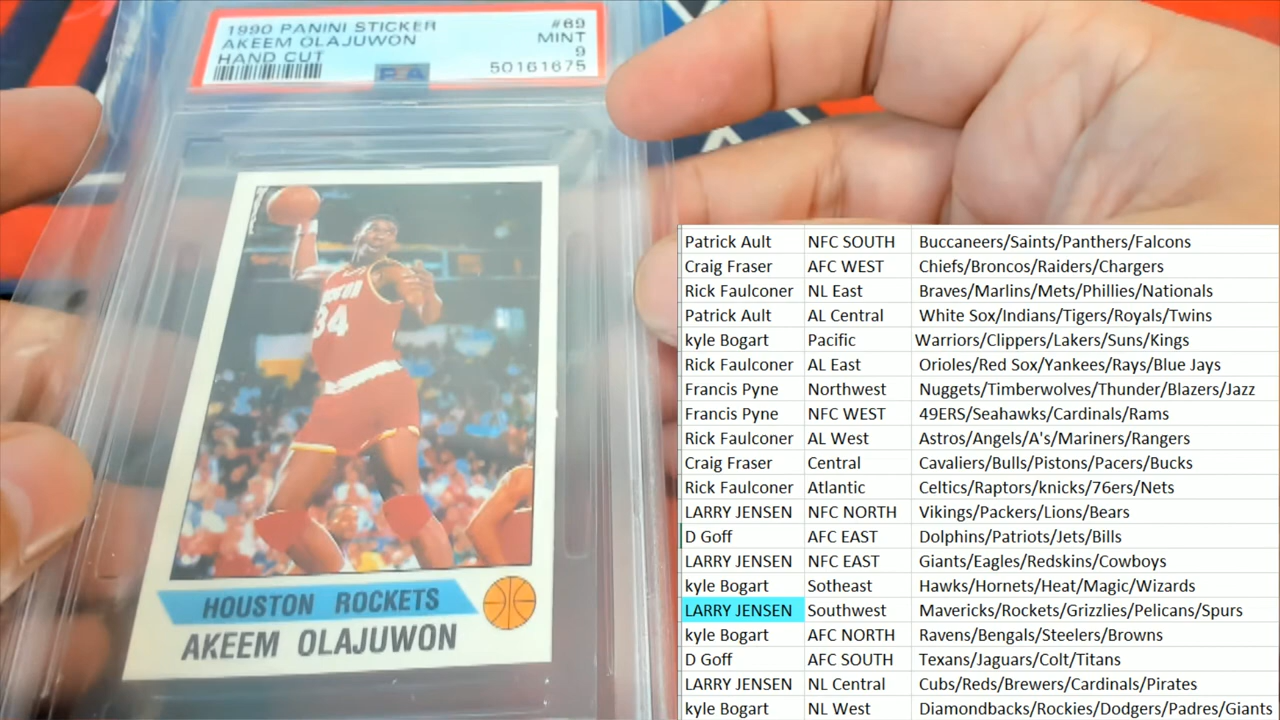 1990 PANINI STICKER #69
AKEEM OLAJUWON MINT
HAND CUT 9
50161675
PSA
34
HOUSTON ROCKETS
AKEEM OLAJUWON
Patrick Ault NFC SOUTH Buccaneers/Saints/Panthers/Falcons
Craig Fraser AFC WEST Chiefs/Broncos/Raiders/Chargers
Rick Faulconer NL East Braves/Marlins/Mets/Phillies/Nationals
Patrick Ault AL Central White Sox/Indians/Tigers/Royals/Twins
kyle Bogart Pacific Warriors/Clippers/Lakers/Suns/Kings
Rick Faulconer AL East Orioles/Red Sox/Yankees/Rays/Blue Jays
Francis Pyne Northwest Nuggets/Timberwolves/Thunder/Blazers/Jazz
Francis Pyne NFC WEST 49ERS/Seahawks/Cardinals/Rams
Rick Faulconer AL West Astros/Angels/A's/Mariners/Rangers
Craig Fraser Central Cavaliers/Bulls/Pistons/Pacers/Bucks
Rick Faulconer Atlantic Celtics/Raptors/knicks/76ers/Nets
LARRY JENSEN NFC NORTH Vikings/Packers/Lions/Bears
D Goff AFC EAST Dolphins/Patriots/Jets/Bills
LARRY JENSEN NFC EAST Giants/Eagles/Redskins/Cowboys
kyle Bogart Sotheast Hawks/Hornets/Heat/Magic/Wizards
LARRY JENSEN Southwest Mavericks/Rockets/Grizzlies/Pelicans/Spurs
kyle Bogart AFC NORTH Ravens/Bengals/Steelers/Browns
D Goff AFC SOUTH Texans/Jaguars/Colt/Titans
LARRY JENSEN NL Central Cubs/Reds/Brewers/Cardinals/Pirates
kyle Bogart NL West Diamondbacks/Rockies/Dodgers/Padres/Giants